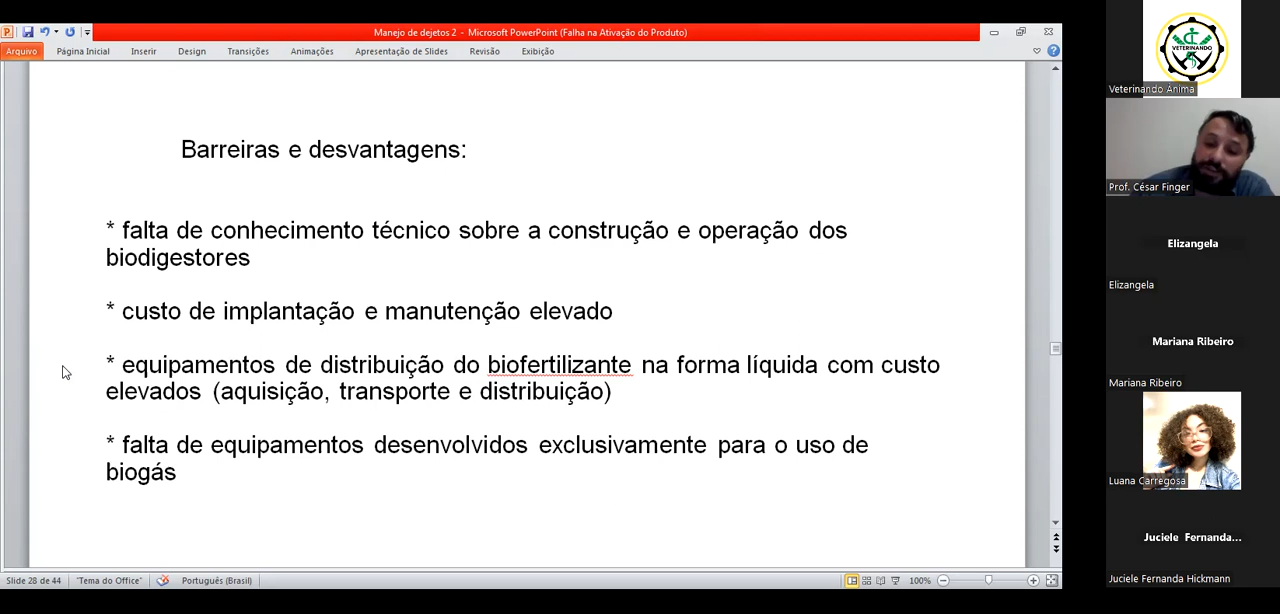 Manejo de dejetos 2 - Microsoft PowerPoint (Falha na Ativação do Produto)
Arquivo Página Inicial Inserir Design Transições Animações Apresentação de Slides Revisão Exibição
Barreiras e desvantagens:
* falta de conhecimento técnico sobre a construção e operação dos
biodigestores
* custo de implantação e manutenção elevado
* equipamentos de distribuição do biofertilizante na forma líquida com custo
elevados (aquisição, transporte e distribuição)
* falta de equipamentos desenvolvidos exclusivamente para o uso de
biogás
Slide 28 de 44 "Tema do Office" Português (Brasil) 100%
VETERINANDO
Veterinando Anima
Prof. César Finger
Elizangela
Elizangela
Mariana Ribeiro
Mariana Ribeiro
Luana Carregosa
Juciele Fernanda...
Juciele Fernanda Hickmann